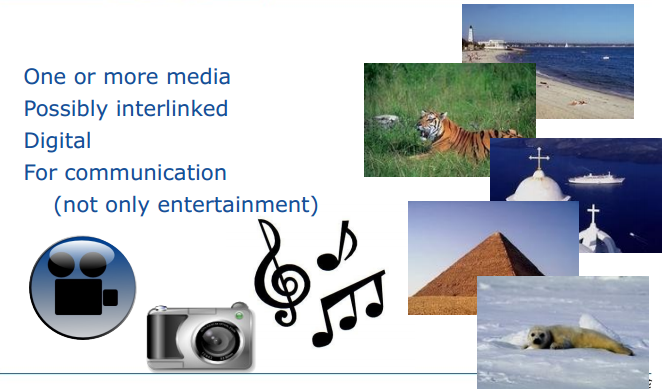 One or more media
Possibly interlinked
Digital
For communication
(not only entertainment)